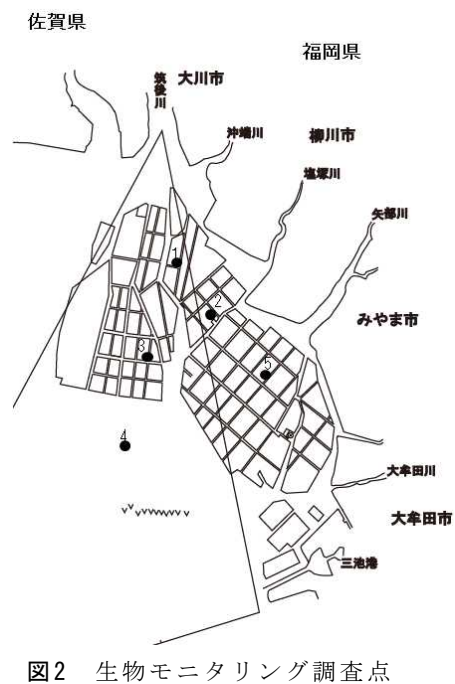 佐賀県
福岡県
筑後川
大川市
沖端川
柳川市
塩塚川
矢部川
1
2
みやま市
3
5
4
大牟田川
大牟田市
三池港
図2 生物モニタリング調査点